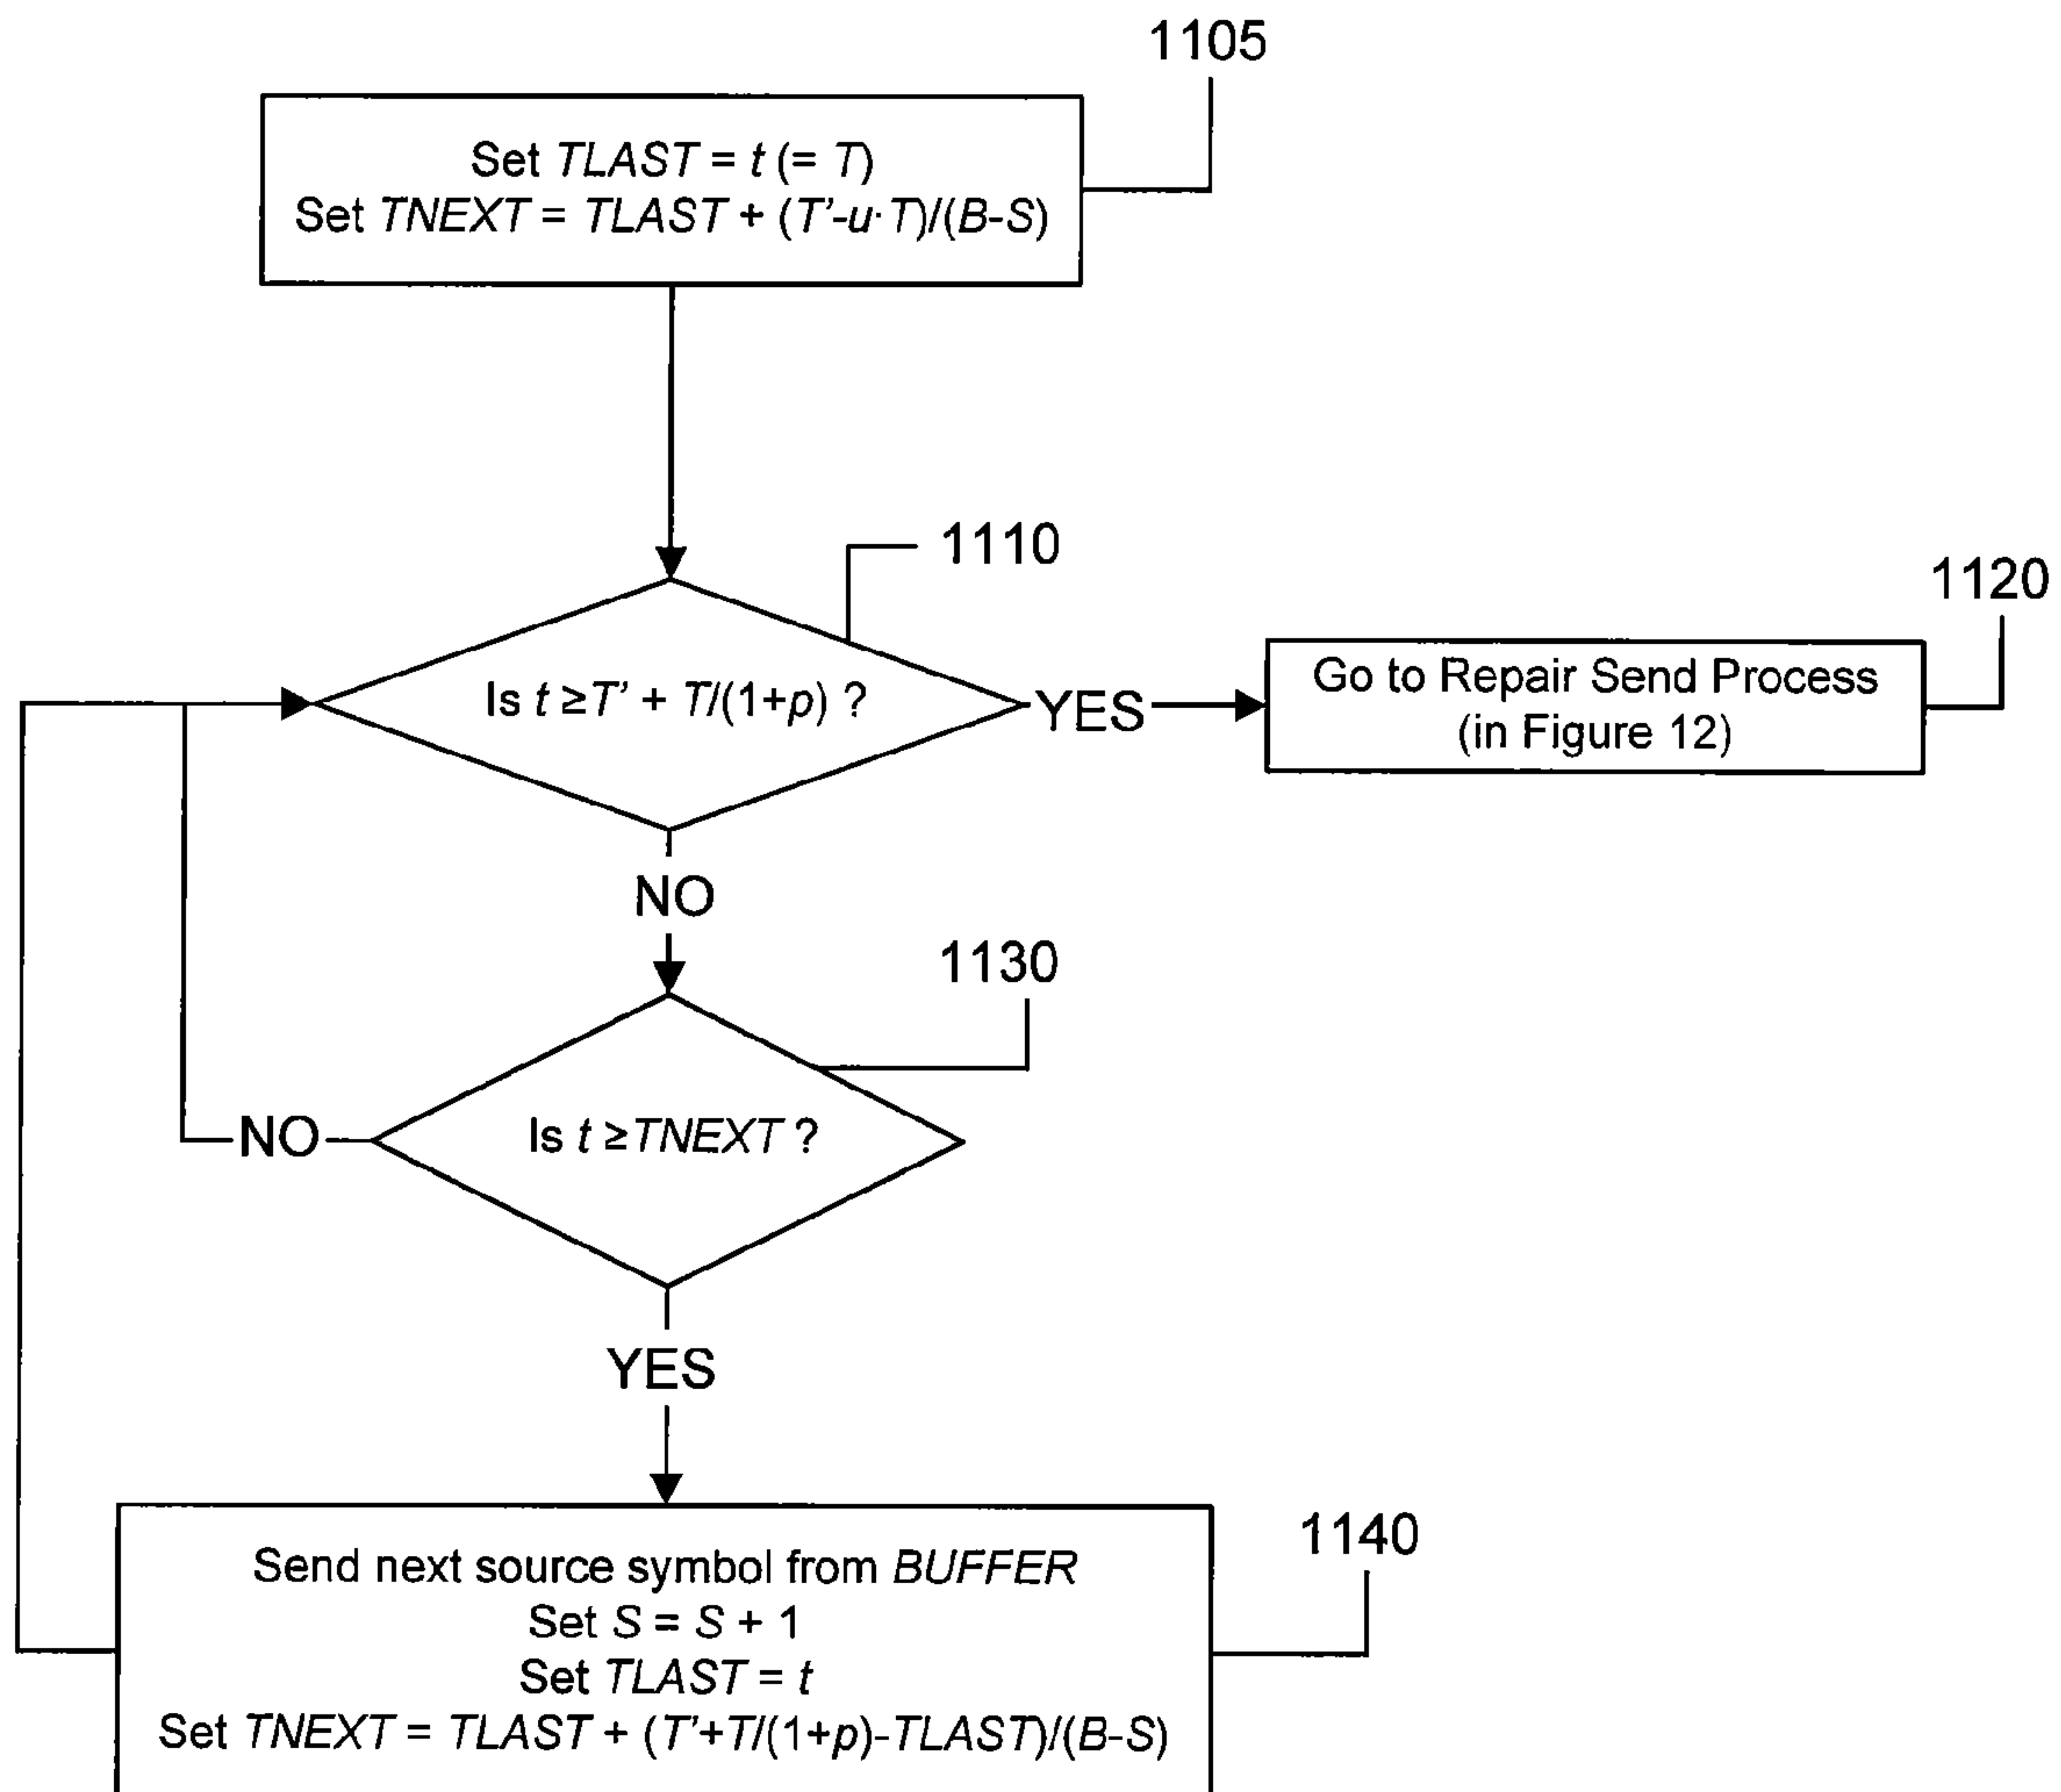 1105
Set TLAST = t (= T)
Set TNEXT = TLAST + (T'-u·T)/(B-S)
1110
1120
Is t ≥T' + T/(1+p) ?
YES
Go to Repair Send Process
(in Figure 12)
NO
1130
Is t ≥TNEXT ?
NO
YES
1140
Send next source symbol from BUFFER
Set S = S + 1
Set TLAST = t
Set TNEXT = TLAST + (T'+T/(1+p)-TLAST)/(B-S)